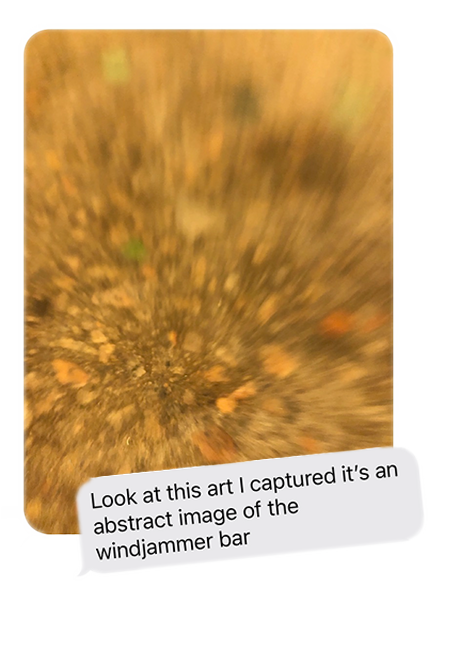 Look at this art I captured it’s an
abstract image of the
windjammer bar